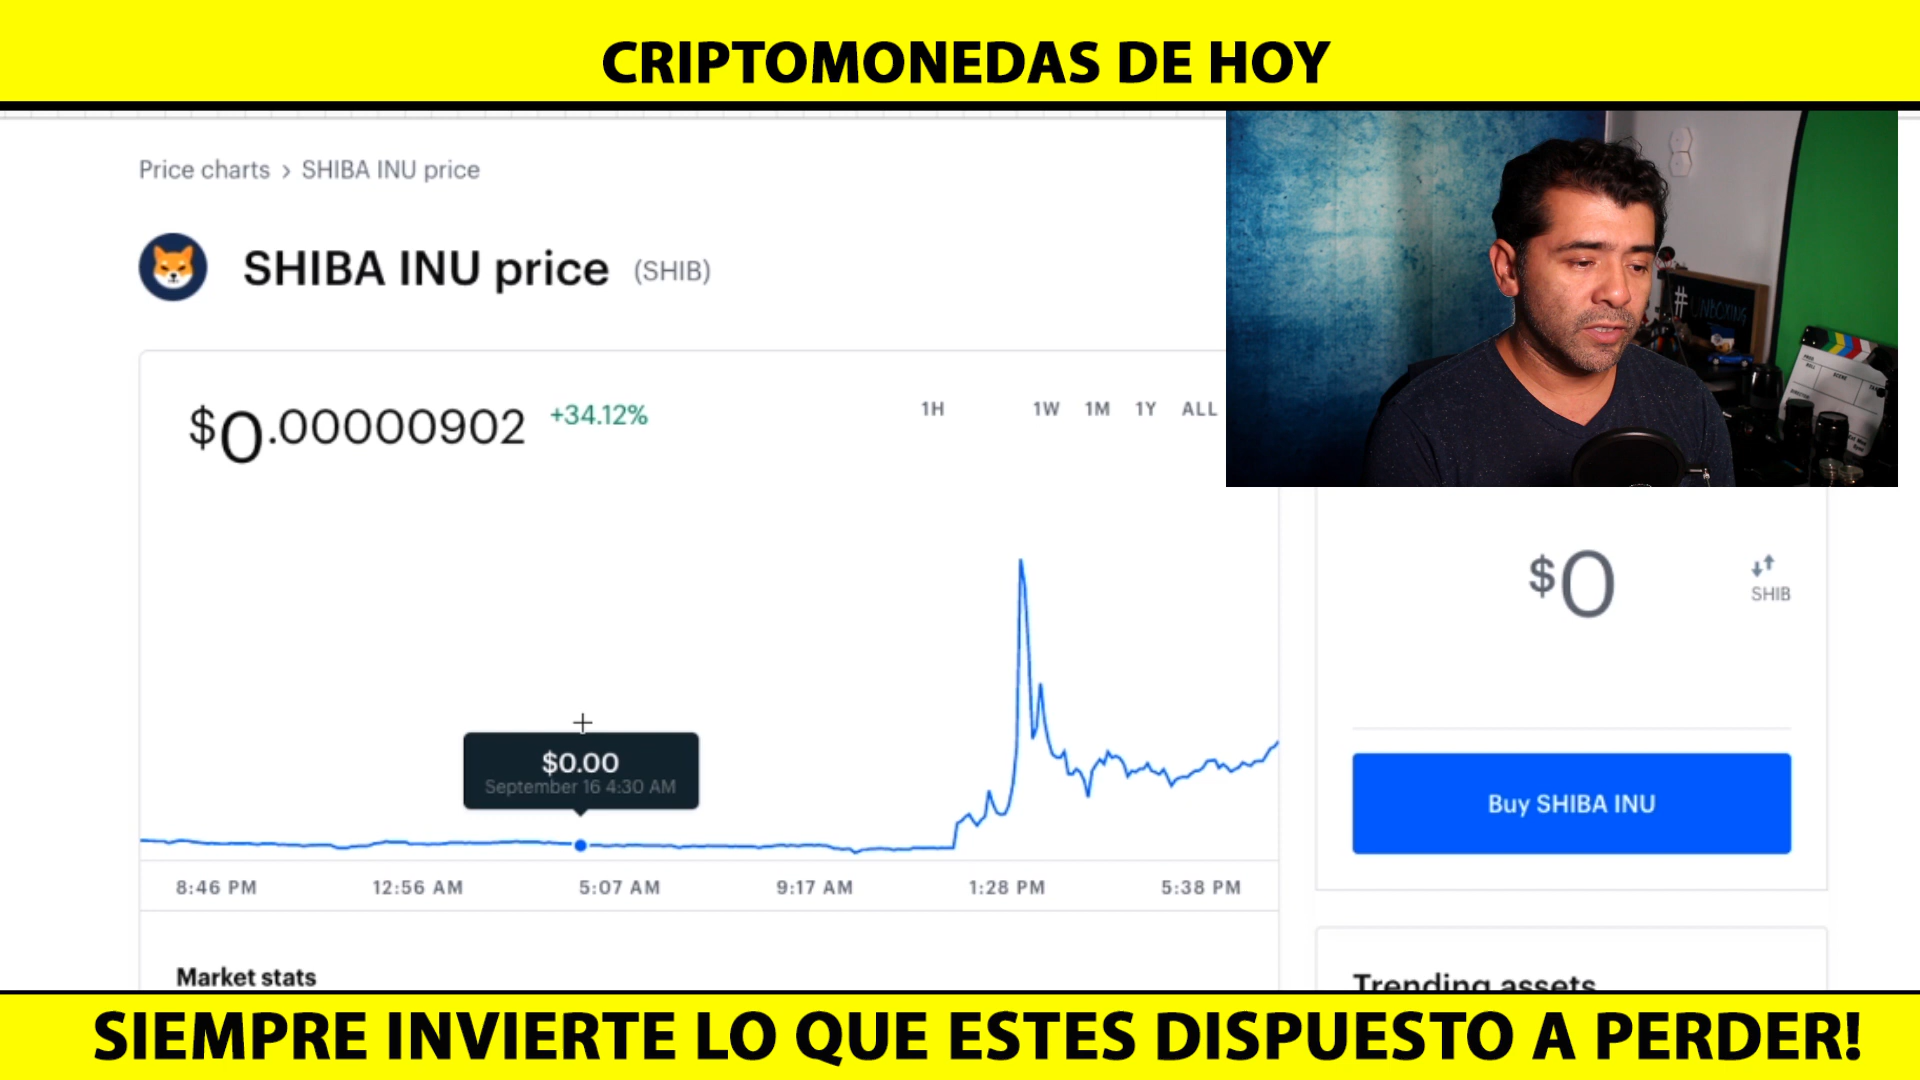 CRIPTOMONEDAS DE HOY
Price charts › SHIBA INU price
SHIBA INU price (SHIB)
$0.00000902 +34.12%
1H 1W 1M 1Y ALL
# UNBOXING
$0
SHIB
$0.00
September 16 4:30 AM
Buy SHIBA INU
8:46 PM 12:56 AM 5:07 AM 9:17 AM 1:28 PM 5:38 PM
Market stats
Trending assets
SIEMPRE INVIERTE LO QUE ESTES DISPUESTO A PERDER!